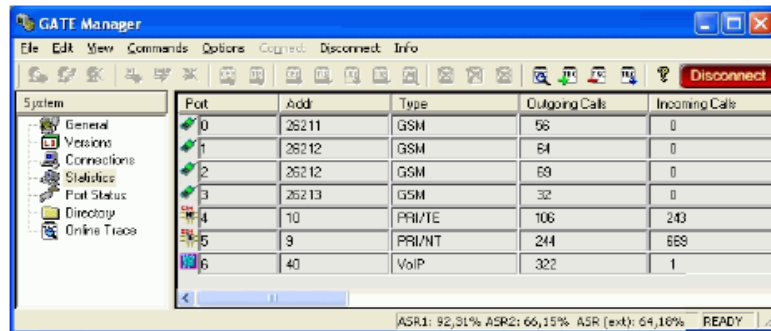 GATE Manager
File Edit View Commands Options Connect Disconnect Info
Disconnect
System
General
Versions
Connections
Statistics
Port Status
Directory
Online Trace
Port Addr Type Outgoing Calls Incoming Calls
0 26211 GSM 56 0
1 26212 GSM 64 0
2 26212 GSM 69 0
3 26213 GSM 32 0
4 10 PRI/TE 106 243
5 9 PRI/NT 244 669
6 40 VoIP 322 1
ASR1: 92,31% ASR2: 66,15% ASR (ext): 64,18% READY